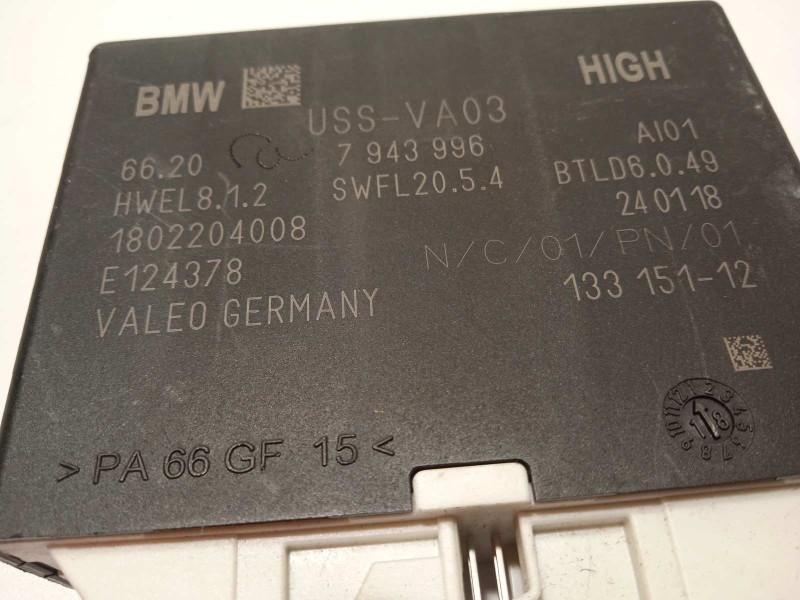 BMW HIGH
USS-VA03
66.20 7 943 996 AI01
HWEL8.1.2 SWFL20.5.4 BTLD6.0.49
1802204008 240118
E124378 N/C/01/PN/01
VALEO GERMANY 133 151-12
>PA 66 GF 15<